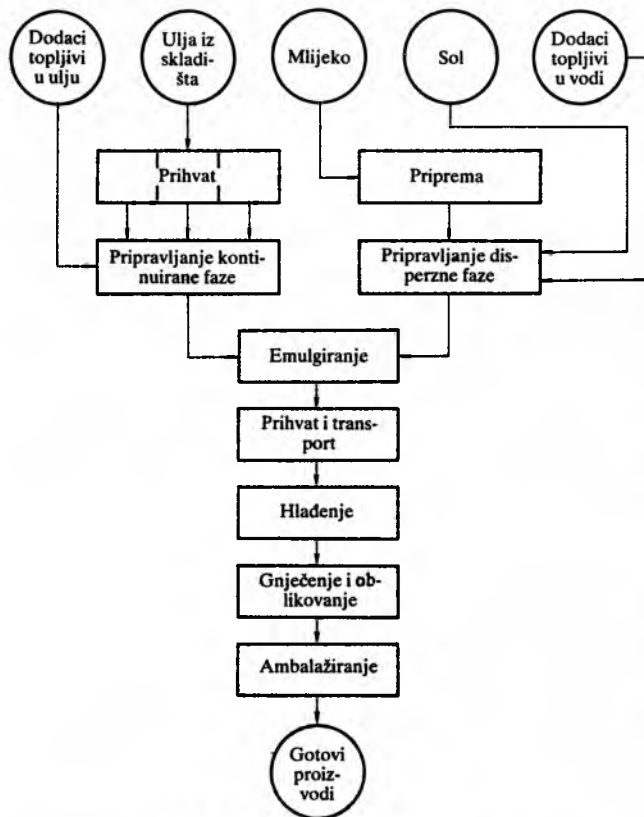 Dodaci
topljivi
u ulju
Ulja iz
skladi-
šta
Mlijeko
Sol
Dodaci
topljivi
u vodi
Prihvat
Priprema
Pripravljanje konti-
nuirane faze
Pripravljanje dis-
perzne faze
Emulgiranje
Prihvat i trans-
port
Hlađenje
Gnječenje i ob-
likovanje
Ambalažiranje
Gotovi
proiz-
vodi